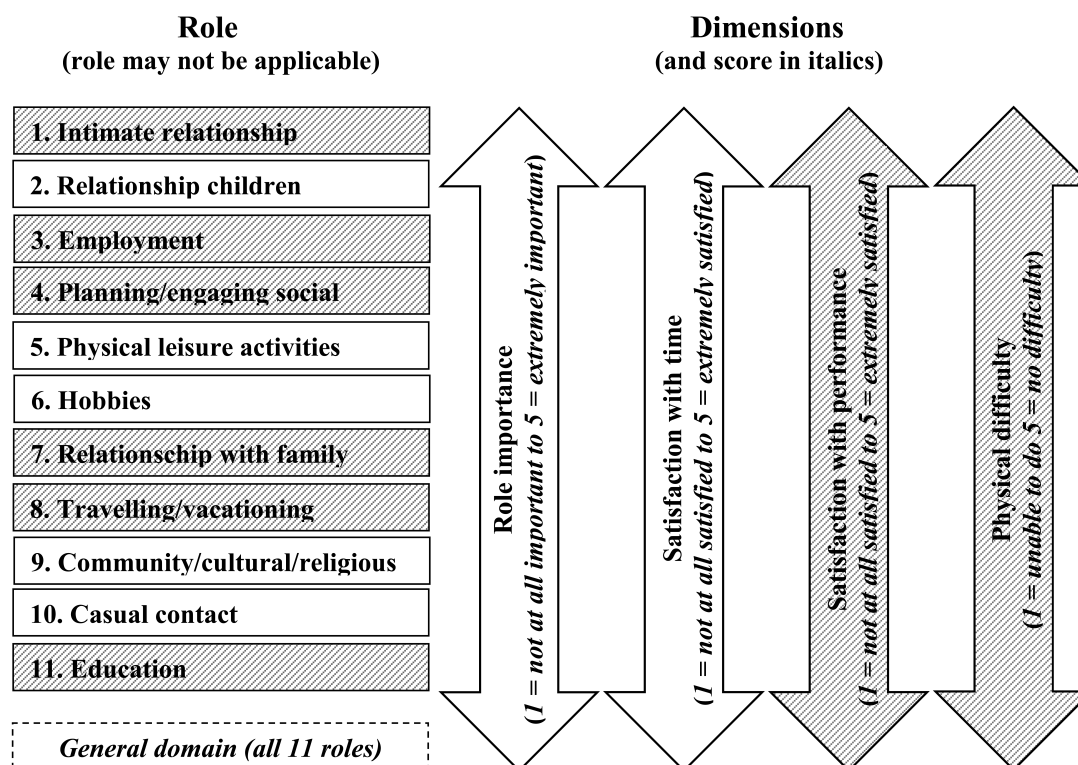 Role
(role may not be applicable)
Dimensions
(and score in italics)
1. Intimate relationship
2. Relationship children
3. Employment
4. Planning/engaging social
5. Physical leisure activities
6. Hobbies
7. Relationschip with family
8. Travelling/vacationing
9. Community/cultural/religious
10. Casual contact
11. Education
General domain (all 11 roles)
Role importance
(1 = not at all important to 5 = extremely important)
Satisfaction with time
(1 = not at all satisfied to 5 = extremely satisfied)
Satisfaction with performance
(1 = not at all satisfied to 5 = extremely satisfied)
Physical difficulty
(1 = unable to do 5 = no difficulty)